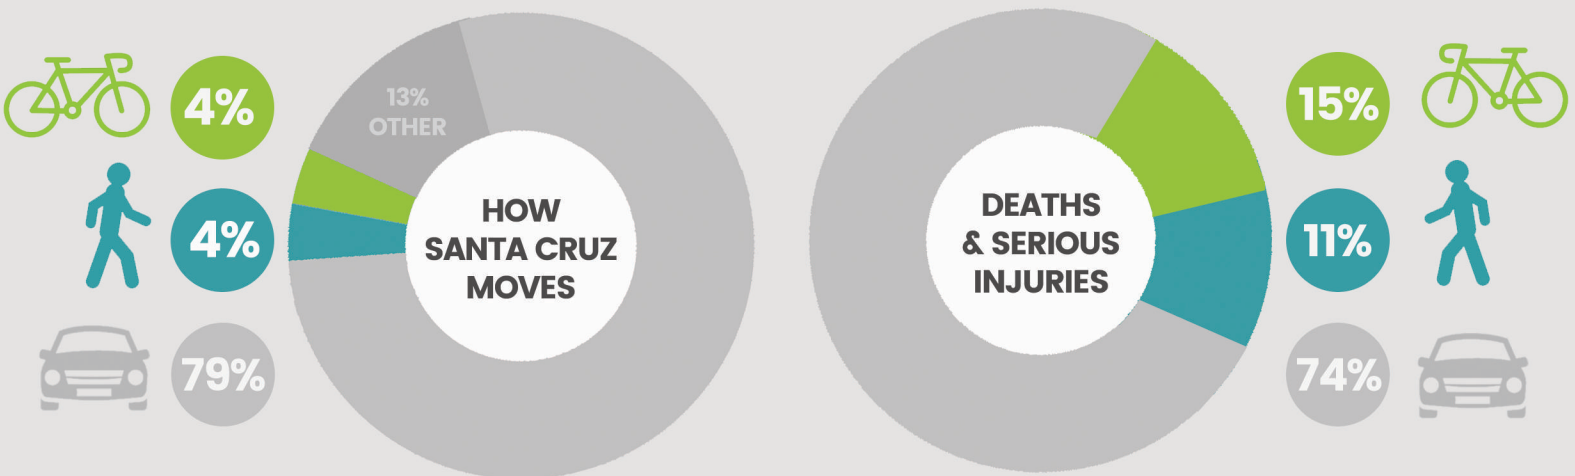 4%
4%
79%
13%
OTHER
HOW
SANTA CRUZ
MOVES
DEATHS
& SERIOUS
INJURIES
15%
11%
74%